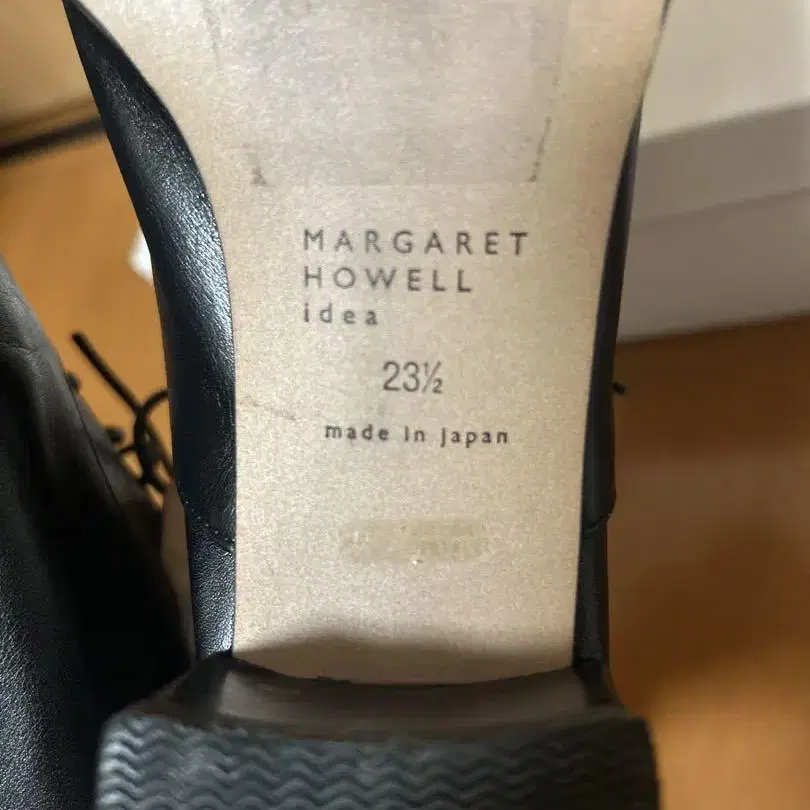 MARGARET
HOWELL
idea
23½
made in japan